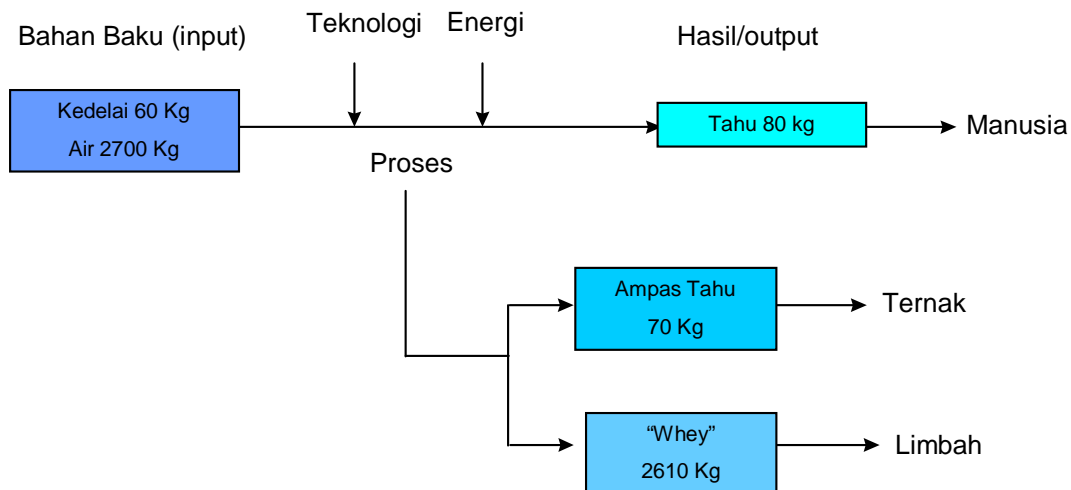 Bahan Baku (input)
Teknologi
Energi
Hasil/output
Kedelai 60 Kg
Air 2700 Kg
Tahu 80 kg
Manusia
Proses
Ampas Tahu
70 Kg
Ternak
“Whey”
2610 Kg
Limbah